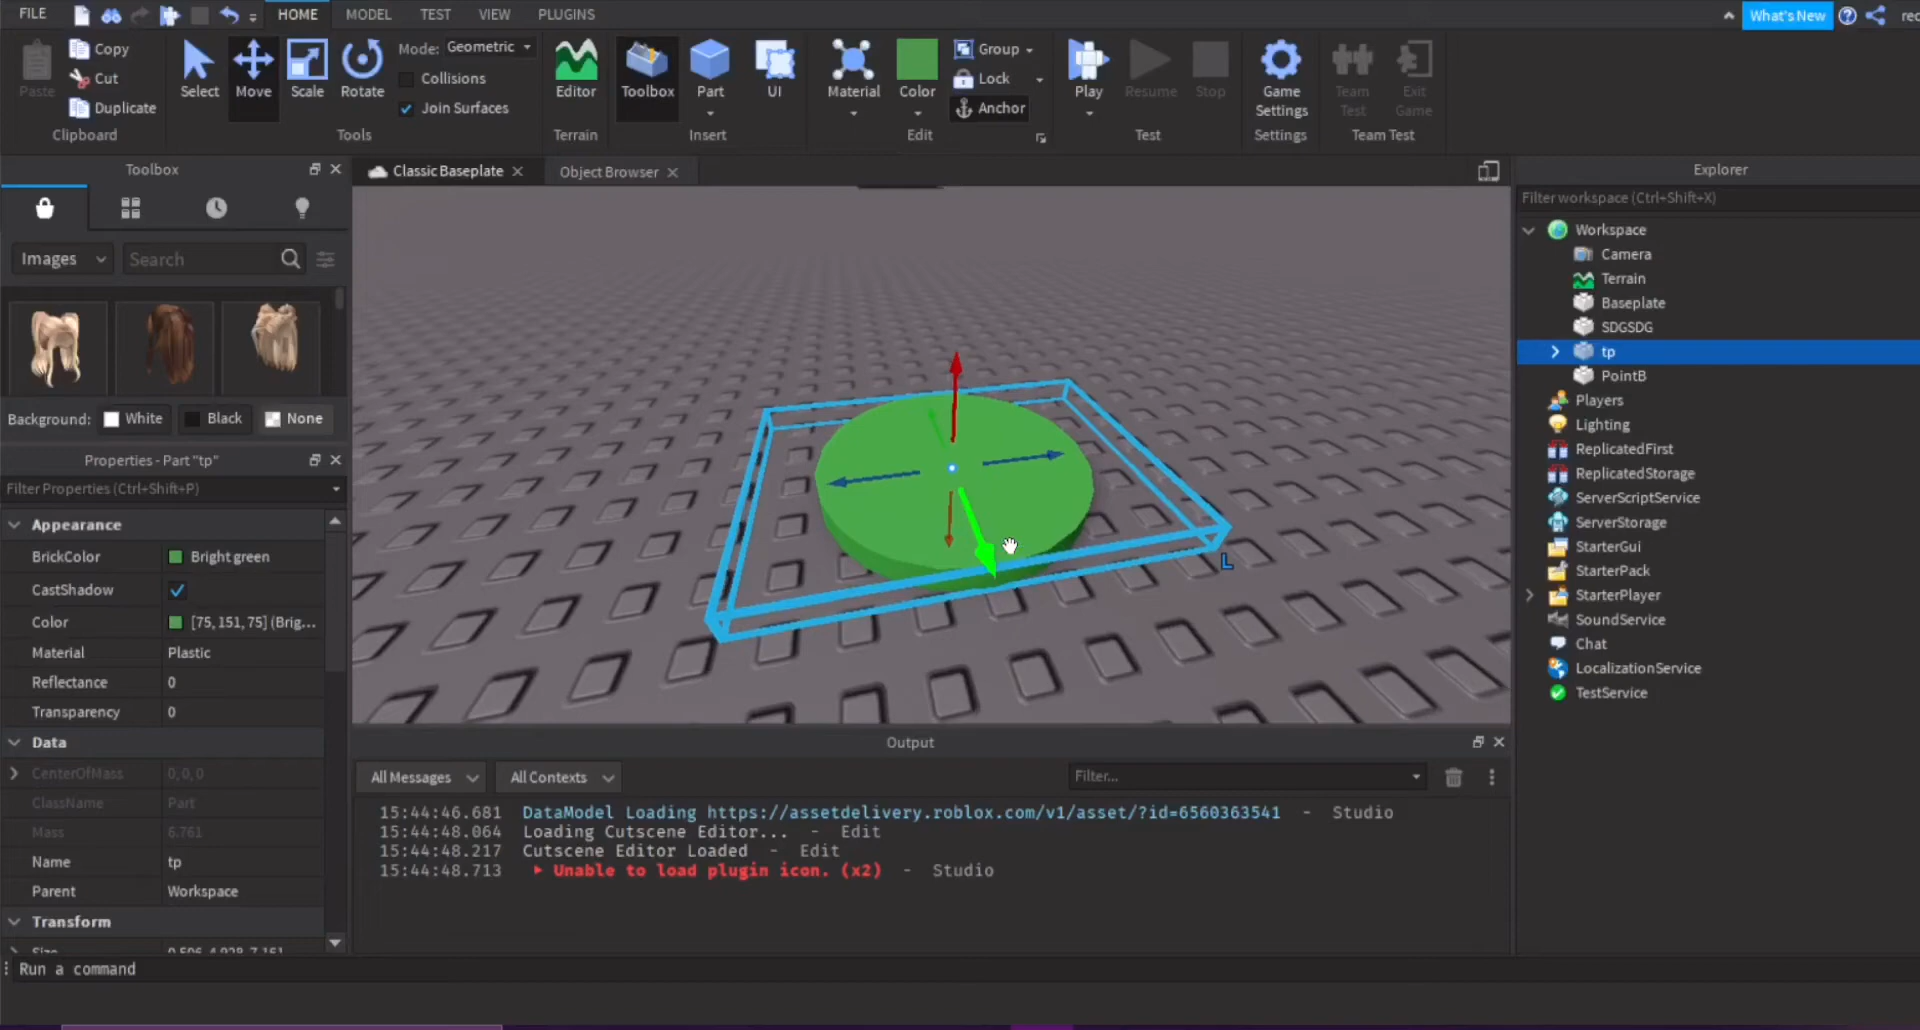 FILE HOME MODEL TEST VIEW PLUGINS What's New
Copy
Cut
Duplicate
Paste
Clipboard
Select Move Scale Rotate
Mode: Geometric
Collisions
Join Surfaces
Tools
Editor
Terrain
Toolbox Part UI
Insert
Material Color
Group
Lock
Anchor
Edit
Play Resume Stop
Test
Game Settings
Settings
Team Test
Exit Game
Team Test
Toolbox
Images Search
Background: White Black None
Properties - Part "tp"
Filter Properties (Ctrl+Shift+P)
Appearance
BrickColor Bright green
CastShadow
Color [75, 151, 75] (Brig...
Material Plastic
Reflectance 0
Transparency 0
Data
CenterOfMass 0, 0, 0
ClassName Part
Mass 6.761
Name tp
Parent Workspace
Transform
Classic Baseplate Object Browser
L
Output
All Messages All Contexts Filter...
15:44:46.681 DataModel Loading https://assetdelivery.roblox.com/v1/asset/?id=6560363541 - Studio
15:44:48.064 Loading Cutscene Editor... - Edit
15:44:48.217 Cutscene Editor Loaded - Edit
15:44:48.713 Unable to load plugin icon. (x2) - Studio
Run a command
Explorer
Filter workspace (Ctrl+Shift+X)
Workspace
Camera
Terrain
Baseplate
SDGSDG
tp
PointB
Players
Lighting
ReplicatedFirst
ReplicatedStorage
ServerScriptService
ServerStorage
StarterGui
StarterPack
StarterPlayer
SoundService
Chat
LocalizationService
TestService